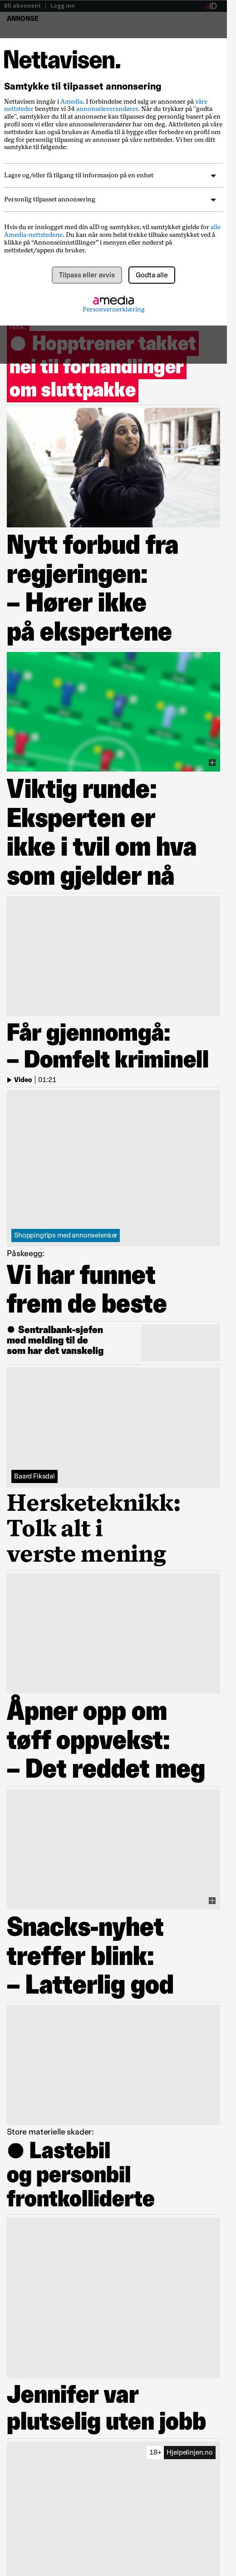 Bli abonnent | Logg inn
ANNONSE
Nettavisen.
Samtykke til tilpasset annonsering
Nettavisen inngår i Amedia. I forbindelse med salg av annonser på våre
nettsteder benytter vi 34 annonseleverandører. Når du trykker på "godta
alle", samtykker du til at annonsene kan tilpasses deg personlig basert på en
profil som vi eller våre annonseleverandører har om deg. Din atferd på våre
nettsteder kan også brukes av Amedia til å bygge eller forbedre en profil om
deg for personlig tilpasning av annonser på våre nettsteder. Vi ber om ditt
samtykke til følgende:
Lagre og/eller få tilgang til informasjon på en enhet
Personlig tilpasset annonsering
Hvis du er innlogget med din aID og samtykker, vil samtykket gjelde for alle
Amedia-nettstedene. Du kan når som helst trekke tilbake samtykket ved å
klikke på “Annonseinnstillinger” i menyen eller nederst på
nettstedet/appen du bruker.
Tilpass eller avvis
Godta alle
amedia
Personvernerklæring
Hopptrener takket
nei til forhandlinger
om sluttpakke
Nytt forbud fra
regjeringen:
– Hører ikke
på ekspertene
Viktig runde:
Eksperten er
ikke i tvil om hva
som gjelder nå
Får gjennomgå:
– Domfelt kriminell
Video | 01:21
Shoppingtips med annonselenker
Påskeegg:
Vi har funnet
frem de beste
Sentralbank-sjefen
med melding til de
som har det vanskelig
Baard Fiksdal
Hersketeknikk:
Tolk alt i
verste mening
Åpner opp om
tøff oppvekst:
– Det reddet meg
Snacks-nyhet
treffer blink:
– Latterlig god
Store materielle skader:
Lastebil
og personbil
frontkolliderte
Jennifer var
plutselig uten jobb
18+ Hjelpelinjen.no